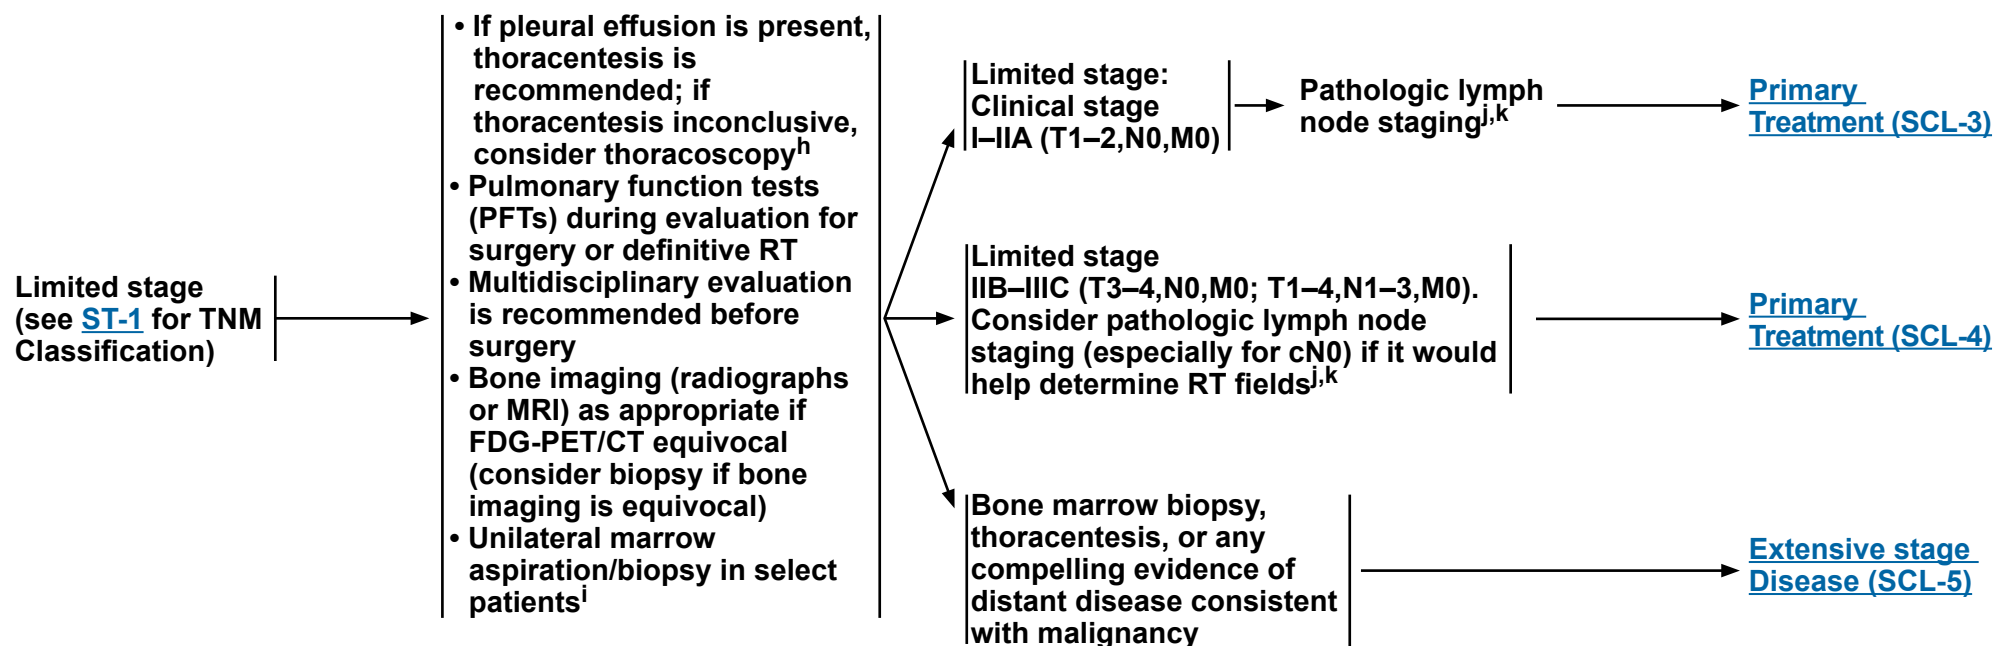 Limited stage
(see ST-1 for TNM
Classification)
• If pleural effusion is present,
thoracentesis is
recommended; if
thoracentesis inconclusive,
consider thoracoscopyh
• Pulmonary function tests
(PFTs) during evaluation for
surgery or definitive RT
• Multidisciplinary evaluation
is recommended before
surgery
• Bone imaging (radiographs
or MRI) as appropriate if
FDG-PET/CT equivocal
(consider biopsy if bone
imaging is equivocal)
• Unilateral marrow
aspiration/biopsy in select
patientsi
Limited stage:
Clinical stage
I–IIA (T1–2,N0,M0)
Pathologic lymph
node stagingj,k
Primary
Treatment (SCL-3)
Limited stage
IIB–IIIC (T3–4,N0,M0; T1–4,N1–3,M0).
Consider pathologic lymph node
staging (especially for cN0) if it would
help determine RT fieldsj,k
Primary
Treatment (SCL-4)
Bone marrow biopsy,
thoracentesis, or any
compelling evidence of
distant disease consistent
with malignancy
Extensive stage
Disease (SCL-5)